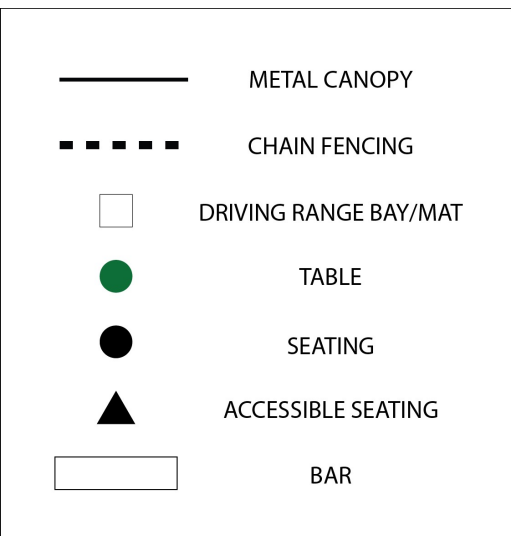 METAL CANOPY
CHAIN FENCING
DRIVING RANGE BAY/MAT
TABLE
SEATING
ACCESSIBLE SEATING
BAR